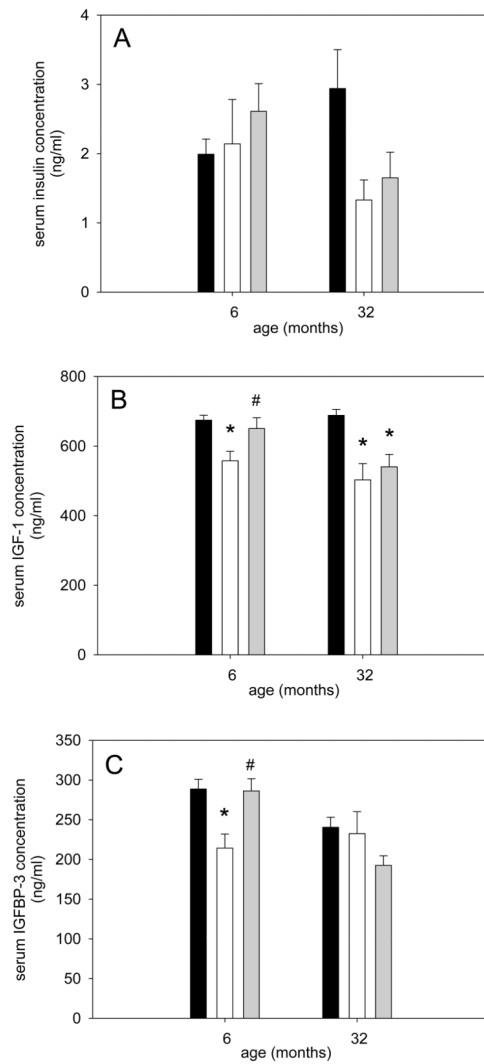 A
serum insulin concentration
(ng/ml)
4
3
2
1
0
6 32
age (months)
B
serum IGF-1 concentration
(ng/ml)
800
600
400
200
0
* # * *
6 32
age (months)
C
serum IGFBP-3 concentration
(ng/ml)
350
300
250
200
150
100
50
0
* #
6 32
age (months)